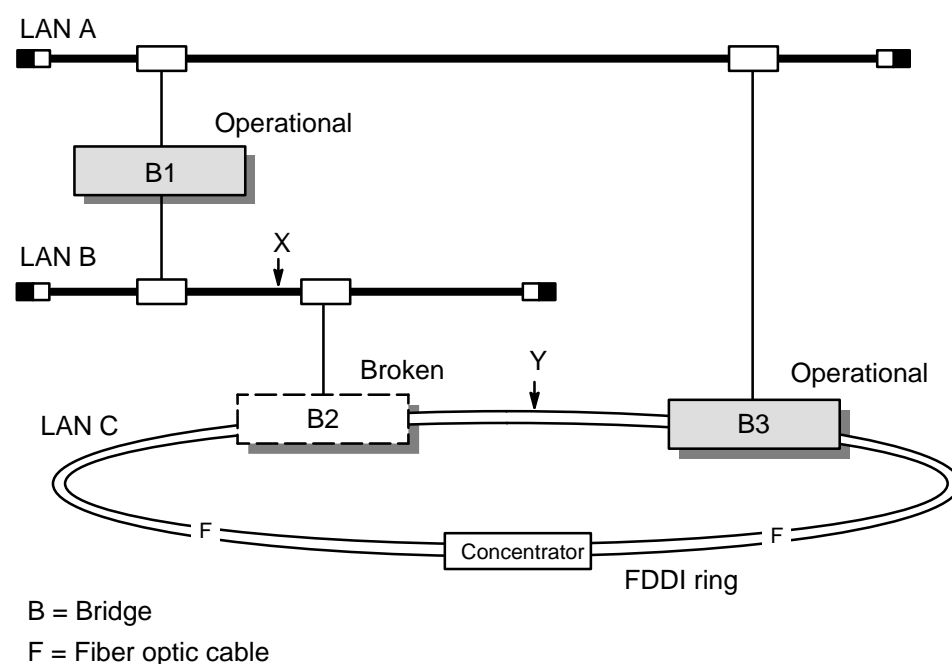 LAN A
Operational
B1
X
LAN B
Y
Broken
Operational
B2
B3
LAN C
F
F
Concentrator
FDDI ring
B = Bridge
F = Fiber optic cable